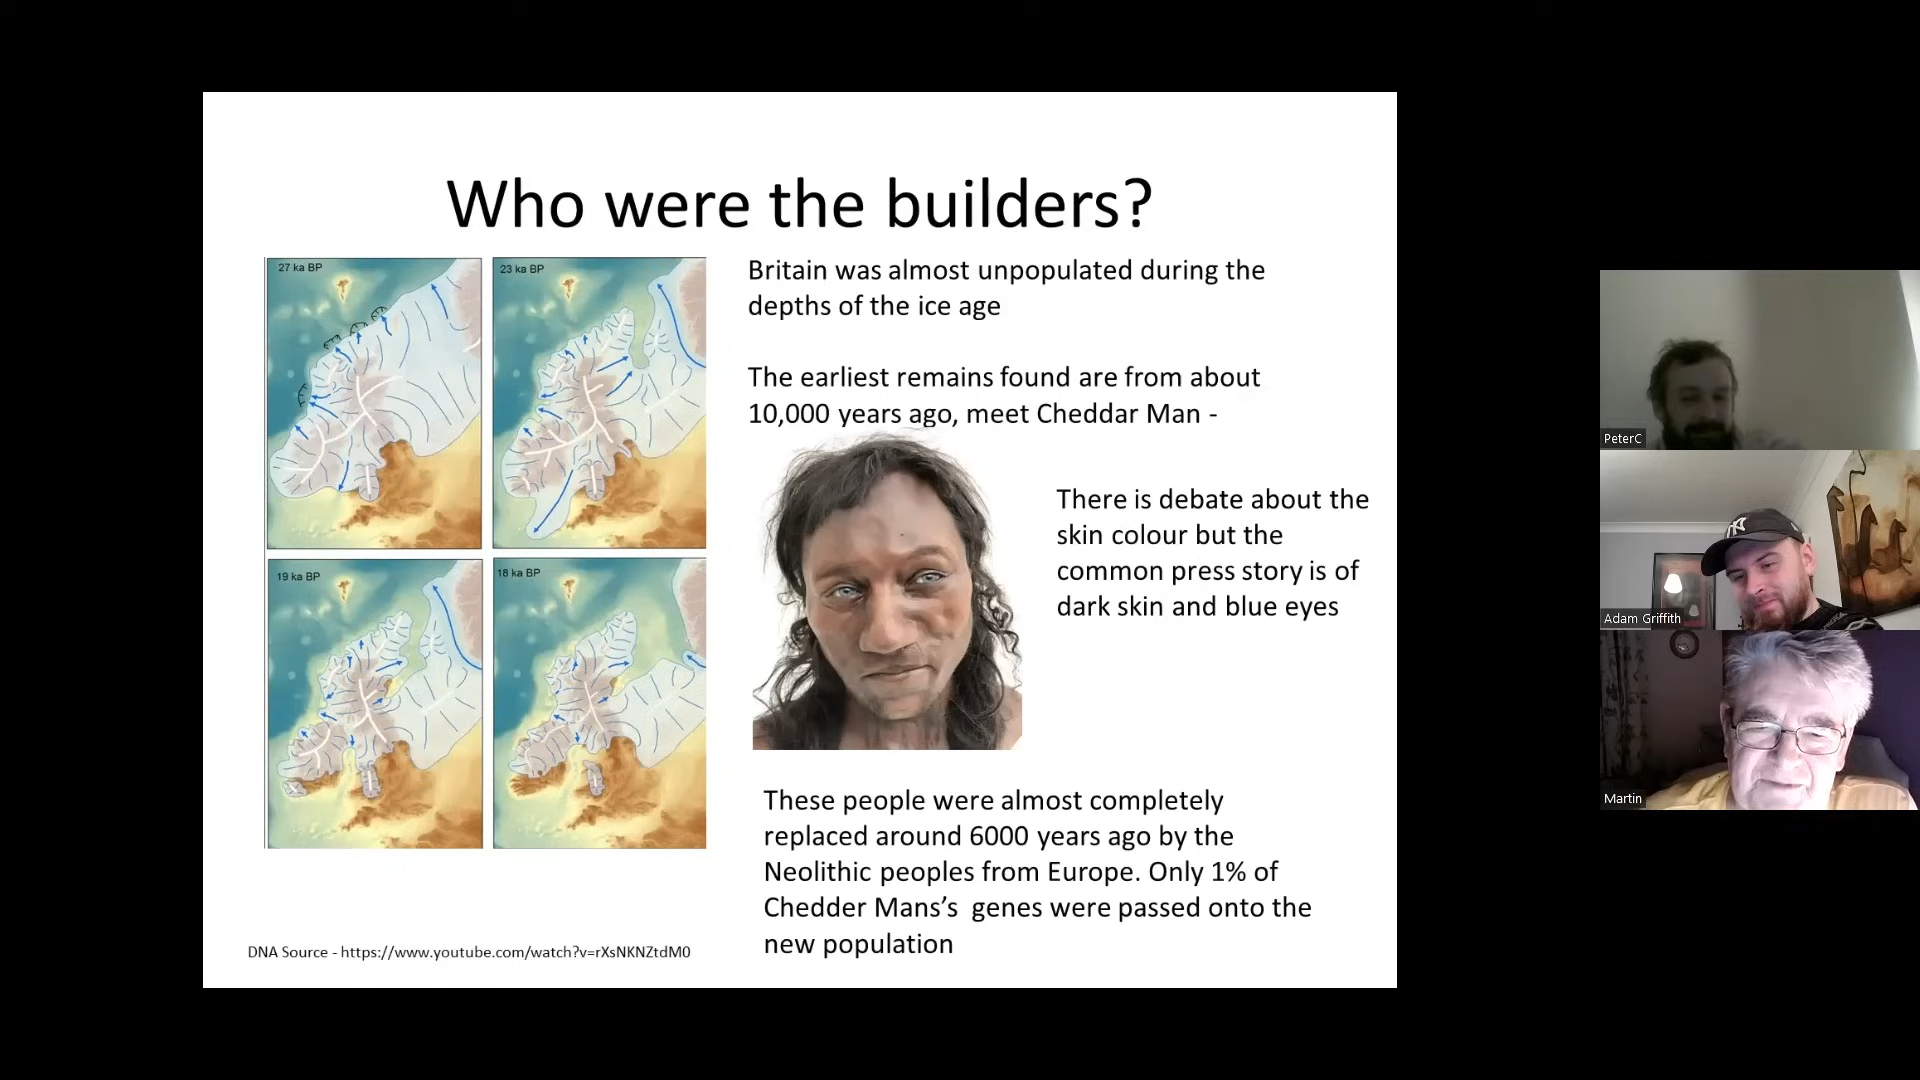 Who were the builders?
27 ka BP
23 ka BP
19 ka BP
18 ka BP
Britain was almost unpopulated during the
depths of the ice age
The earliest remains found are from about
10,000 years ago, meet Cheddar Man -
There is debate about the
skin colour but the
common press story is of
dark skin and blue eyes
These people were almost completely
replaced around 6000 years ago by the
Neolithic peoples from Europe. Only 1% of
Chedder Mans’s  genes were passed onto the
new population
DNA Source - https://www.youtube.com/watch?v=rXsNKNZtdM0
PeterC
Adam Griffith
Martin